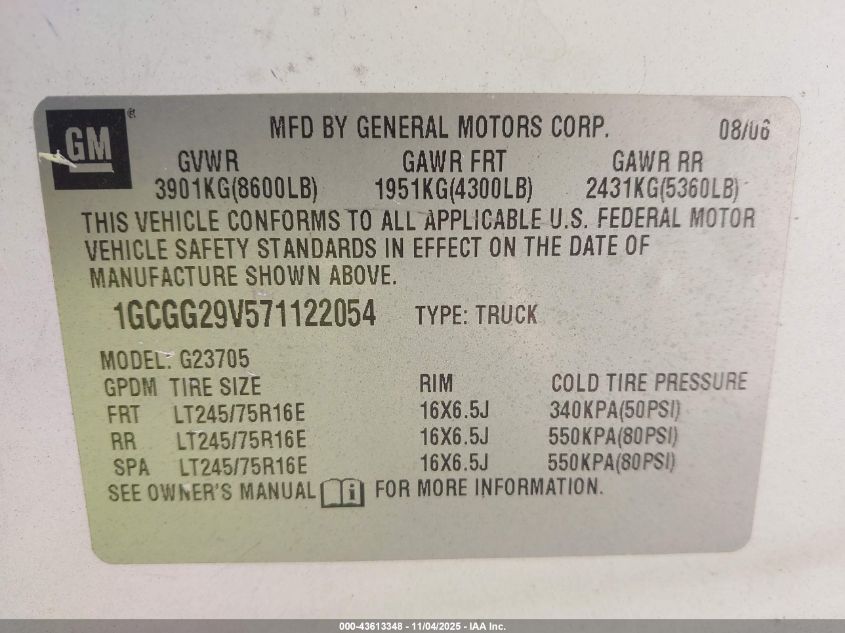 GM®
MFD BY GENERAL MOTORS CORP. 08/06
GVWR GAWR FRT GAWR RR
3901KG(8600LB) 1951KG(4300LB) 2431KG(5360LB)
THIS VEHICLE CONFORMS TO ALL APPLICABLE U.S. FEDERAL MOTOR
VEHICLE SAFETY STANDARDS IN EFFECT ON THE DATE OF
MANUFACTURE SHOWN ABOVE.
1GCGG29V571122054 TYPE: TRUCK
MODEL: G23705
GPDM TIRE SIZE RIM COLD TIRE PRESSURE
FRT LT245/75R16E 16X6.5J 340KPA(50PSI)
RR LT245/75R16E 16X6.5J 550KPA(80PSI)
SPA LT245/75R16E 16X6.5J 550KPA(80PSI)
SEE OWNER'S MANUAL i FOR MORE INFORMATION.
000-43613348 - 11/04/2025 - IAA Inc.